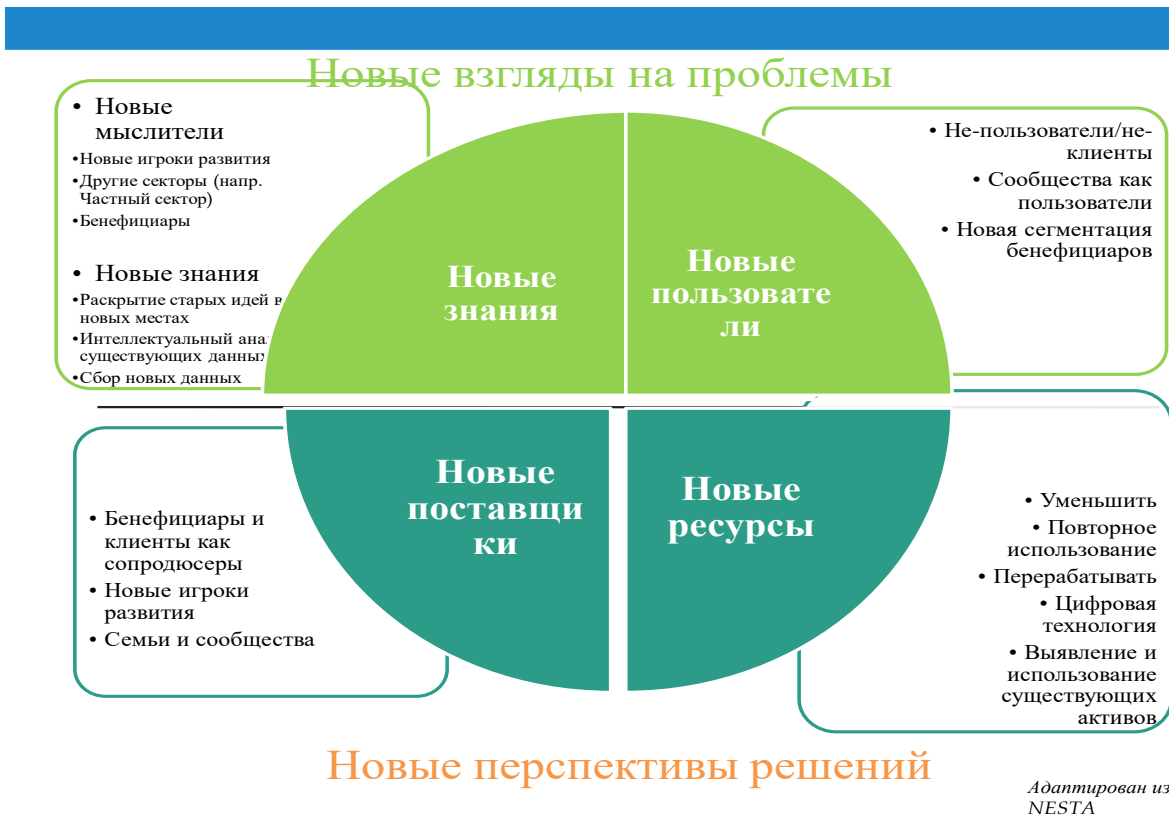 Новые взгляды на проблемы
• Новые
мыслители
•Новые игроки развития
•Другие секторы (напр.
Частный сектор)
•Бенефициары
• Новые знания
•Раскрытие старых идей в
новых местах
•Интеллектуальный
существующих данных
•Сбор новых данных
Новые
знания
Новые
пользовате
ли
• Не-пользователи/не-
клиенты
• Сообщества как
пользователи
• Новая сегментация
бенефициаров
• Бенефициары и
клиенты как
сопродюсеры
• Новые игроки
развития
• Семьи и сообщества
Новые
поставщи
ки
Новые
ресурсы
• Уменьшить
• Повторное
использование
• Перерабатывать
• Цифровая
технология
• Выявление и
использование
существующих
активов
Новые перспективы решений
Адаптирован из
NESTA